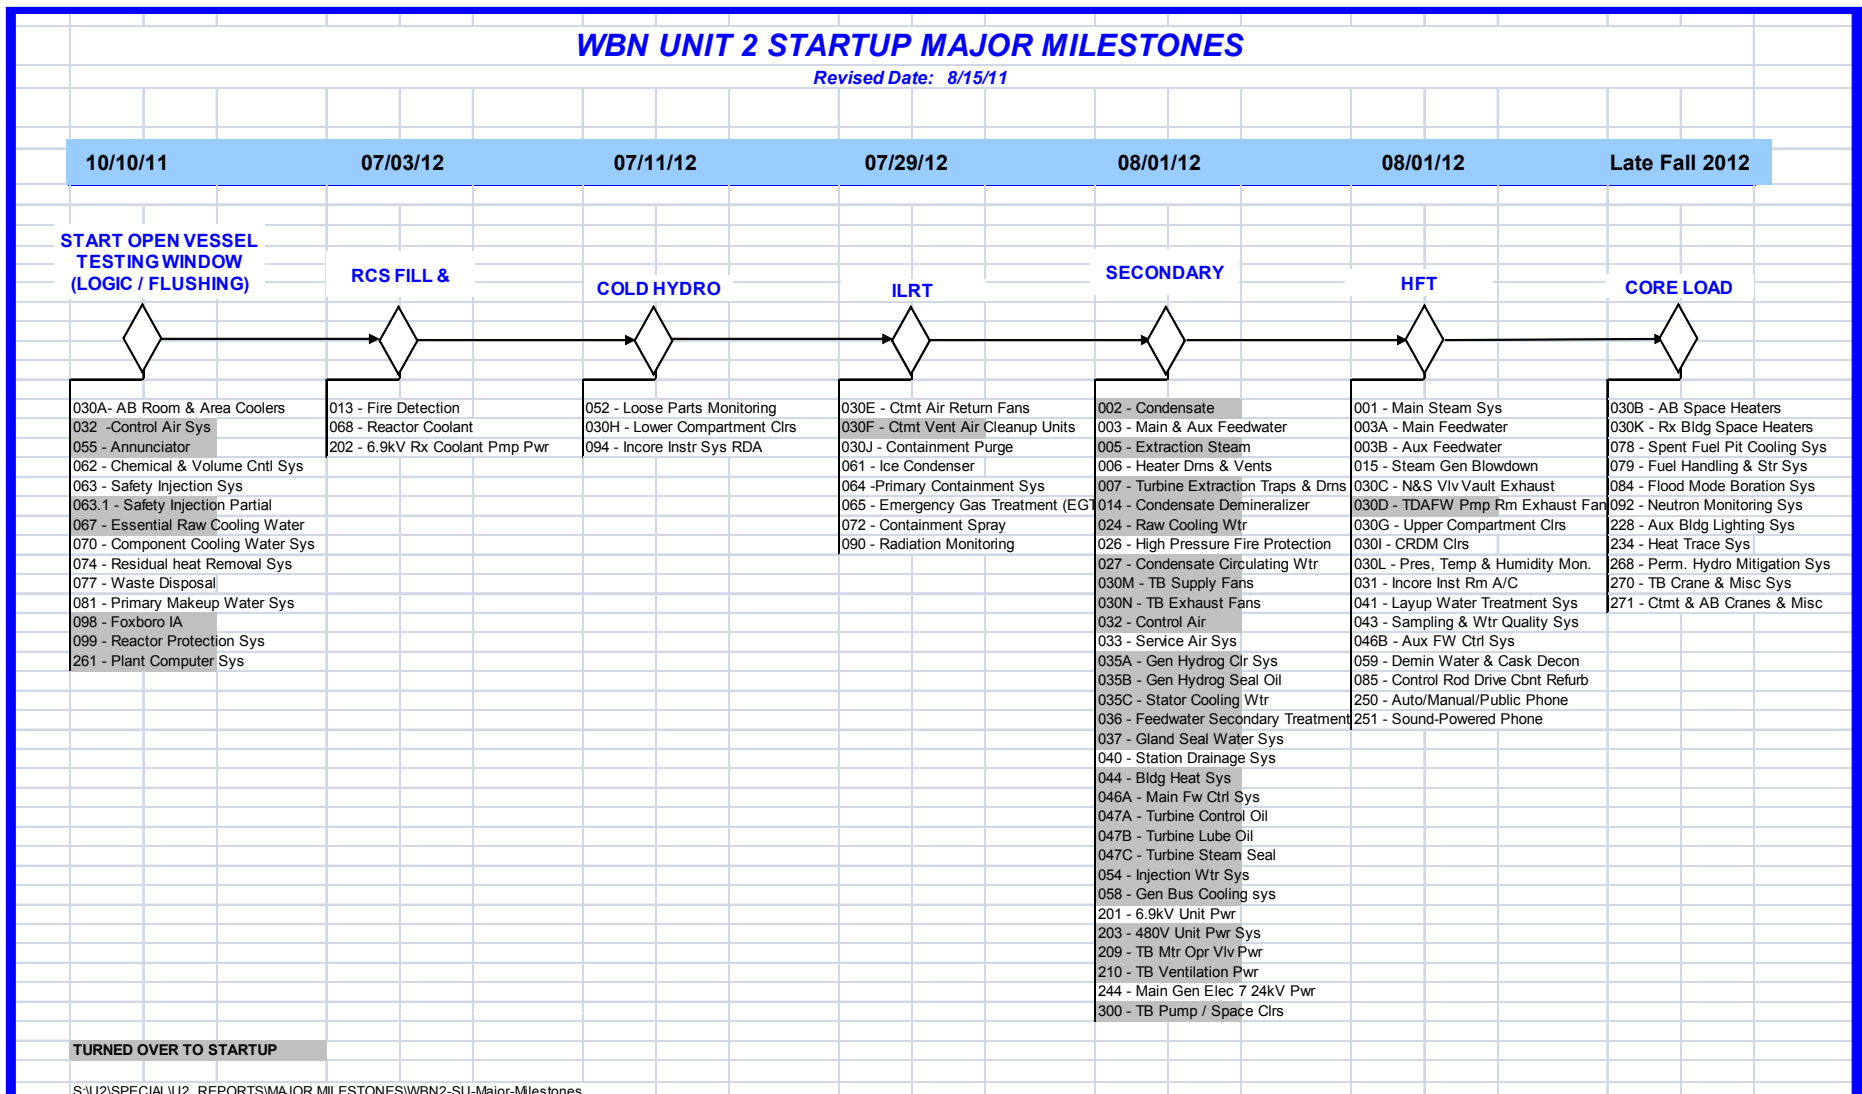 WBN UNIT 2 STARTUP MAJOR MILESTONES
Revised Date: 8/15/11
10/10/11
07/03/12
07/11/12
07/29/12
08/01/12
08/01/12
Late Fall 2012
START OPEN VESSEL
TESTING WINDOW
(LOGIC / FLUSHING)
RCS FILL &
COLD HYDRO
ILRT
SECONDARY
HFT
CORE LOAD
030A- AB Room & Area Coolers
032 -Control Air Sys
055 - Annunciator
062 - Chemical & Volume Cntl Sys
063 - Safety Injection Sys
063.1 - Safety Injection Partial
067 - Essential Raw Cooling Water
070 - Component Cooling Water Sys
074 - Residual heat Removal Sys
077 - Waste Disposal
081 - Primary Makeup Water Sys
098 - Foxboro IA
099 - Reactor Protection Sys
261 - Plant Computer Sys
013 - Fire Detection
068 - Reactor Coolant
202 - 6.9kV Rx Coolant Pmp Pwr
052 - Loose Parts Monitoring
030H - Lower Compartment Clrs
094 - Incore Instr Sys RDA
030E - Ctmt Air Return Fans
030F - Ctmt Vent Air Cleanup Units
030J - Containment Purge
061 - Ice Condenser
064 -Primary Containment Sys
065 - Emergency Gas Treatment (EGT
072 - Containment Spray
090 - Radiation Monitoring
002 - Condensate
003 - Main & Aux Feedwater
005 - Extraction Steam
006 - Heater Drns & Vents
007 - Turbine Extraction Traps & Drns
014 - Condensate Demineralizer
024 - Raw Cooling Wtr
026 - High Pressure Fire Protection
027 - Condensate Circulating Wtr
030M - TB Supply Fans
030N - TB Exhaust Fans
032 - Control Air
033 - Service Air Sys
035A - Gen Hydrog Clr Sys
035B - Gen Hydrog Seal Oil
035C - Stator Cooling Wtr
036 - Feedwater Secondary Treatment
037 - Gland Seal Water Sys
040 - Station Drainage Sys
044 - Bldg Heat Sys
046A - Main Fw Ctrl Sys
047A - Turbine Control Oil
047B - Turbine Lube Oil
047C - Turbine Steam Seal
054 - Injection Wtr Sys
058 - Gen Bus Cooling sys
201 - 6.9kV Unit Pwr
203 - 480V Unit Pwr Sys
209 - TB Mtr Opr Vlv Pwr
210 - TB Ventilation Pwr
244 - Main Gen Elec 7 24kV Pwr
300 - TB Pump / Space Clrs
001 - Main Steam Sys
003A - Main Feedwater
003B - Aux Feedwater
015 - Steam Gen Blowdown
030C - N&S Vlv Vault Exhaust
030D - TDAFW Pmp Rm Exhaust Fan
030G - Upper Compartment Clrs
030I - CRDM Clrs
030L - Pres, Temp & Humidity Mon.
031 - Incore Inst Rm A/C
041 - Layup Water Treatment Sys
043 - Sampling & Wtr Quality Sys
046B - Aux FW Ctrl Sys
059 - Demin Water & Cask Decon
085 - Control Rod Drive Cbnt Refurb
250 - Auto/Manual/Public Phone
251 - Sound-Powered Phone
030B - AB Space Heaters
030K - Rx Bldg Space Heaters
078 - Spent Fuel Pit Cooling Sys
079 - Fuel Handling & Str Sys
084 - Flood Mode Boration Sys
092 - Neutron Monitoring Sys
228 - Aux Bldg Lighting Sys
234 - Heat Trace Sys
268 - Perm. Hydro Mitigation Sys
270 - TB Crane & Misc Sys
271 - Ctmt & AB Cranes & Misc
TURNED OVER TO STARTUP
S:\U2\SPECIAL\U2_REPORTS\MAJOR MILESTONES\WBN2-SU-Major-Milestones